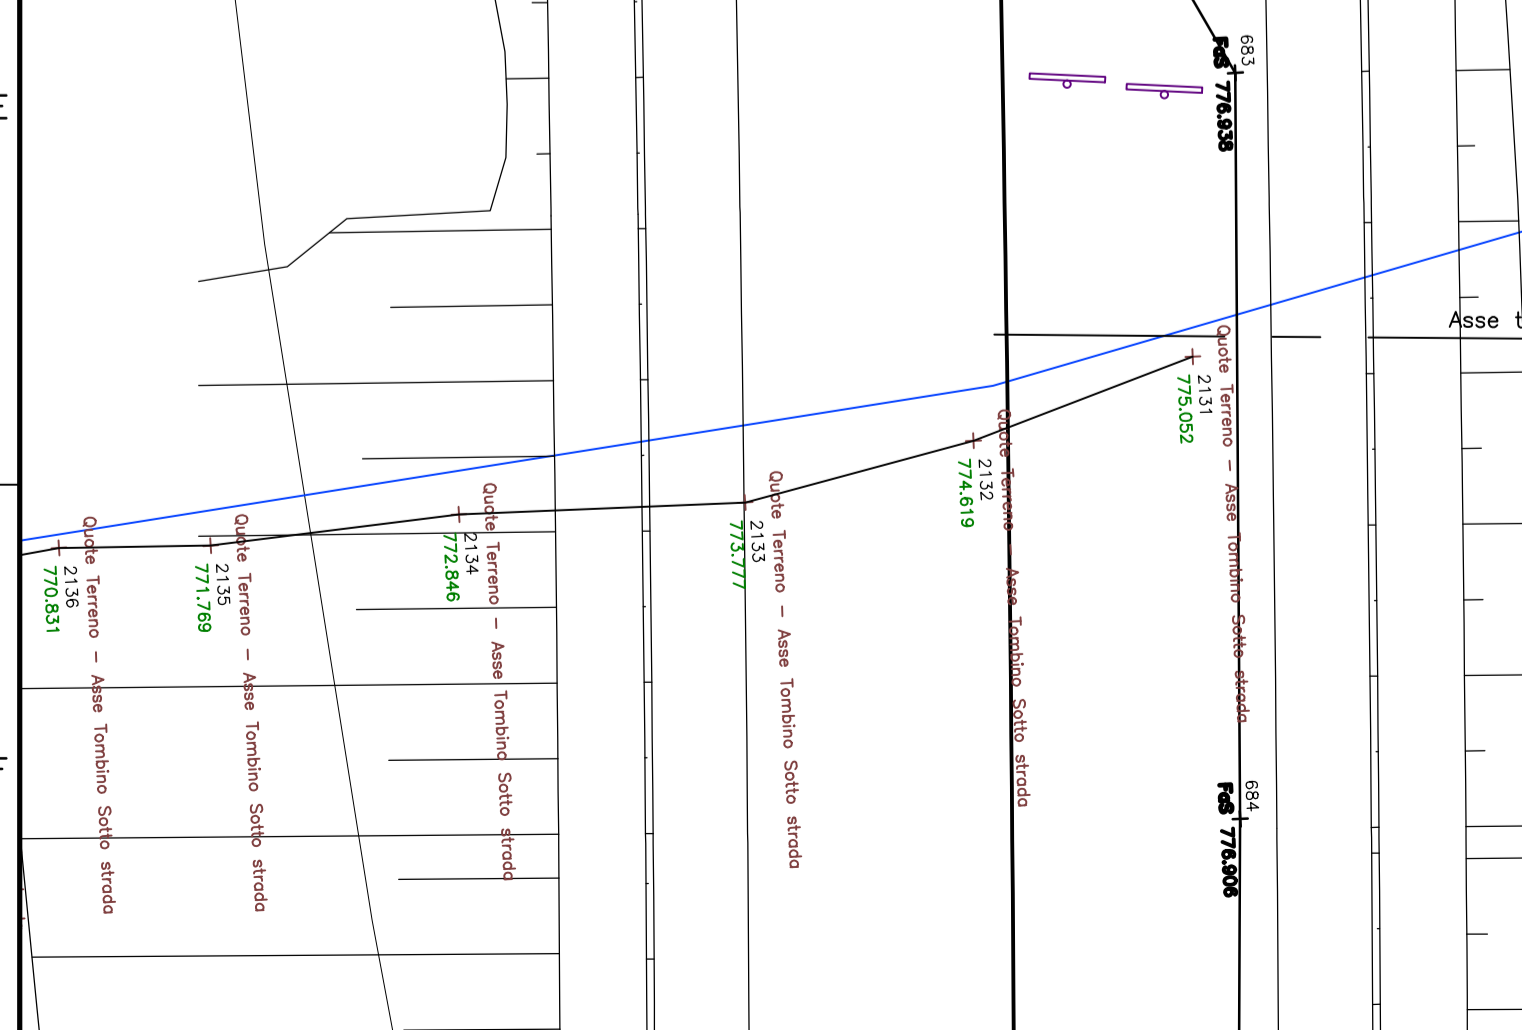 683
FdS 776.938
Asse t
2131
775.052
Quote Terreno – Asse Tombino Sotto strada
2132
774.619
Quote Terreno – Asse Tombino Sotto strada
2133
773.777
Quote Terreno – Asse Tombino Sotto strada
2134
772.846
Quote Terreno – Asse Tombino Sotto strada
2135
771.769
Quote Terreno – Asse Tombino Sotto strada
2136
770.831
Quote Terreno – Asse Tombino Sotto strada
684
FdS 776.906